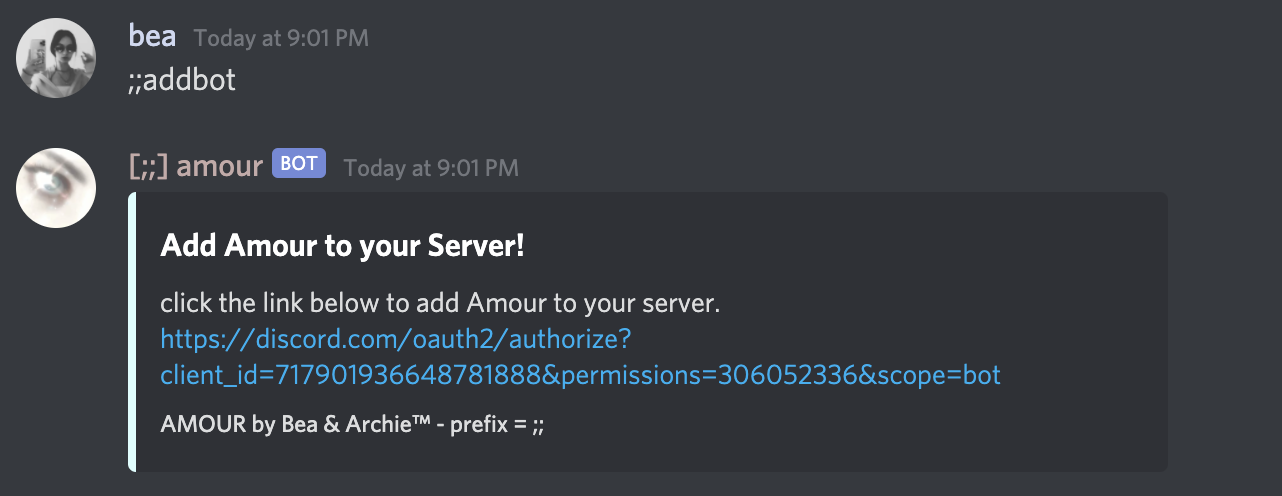 bea Today at 9:01 PM
;;addbot
[;;] amour BOT Today at 9:01 PM
Add Amour to your Server!
click the link below to add Amour to your server.
https://discord.com/oauth2/authorize?
client_id=717901936648781888&permissions=306052336&scope=bot
AMOUR by Bea & Archie™ - prefix = ;;